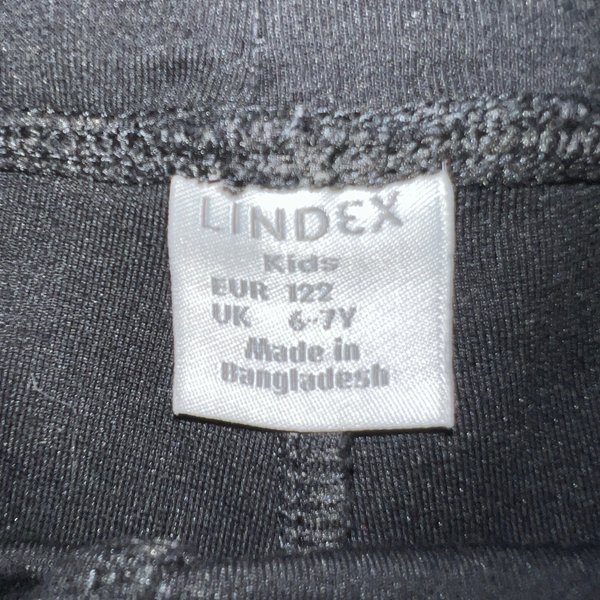 LINDEX
Kids
EUR 122
UK 6-7Y
Made in
Bangladesh